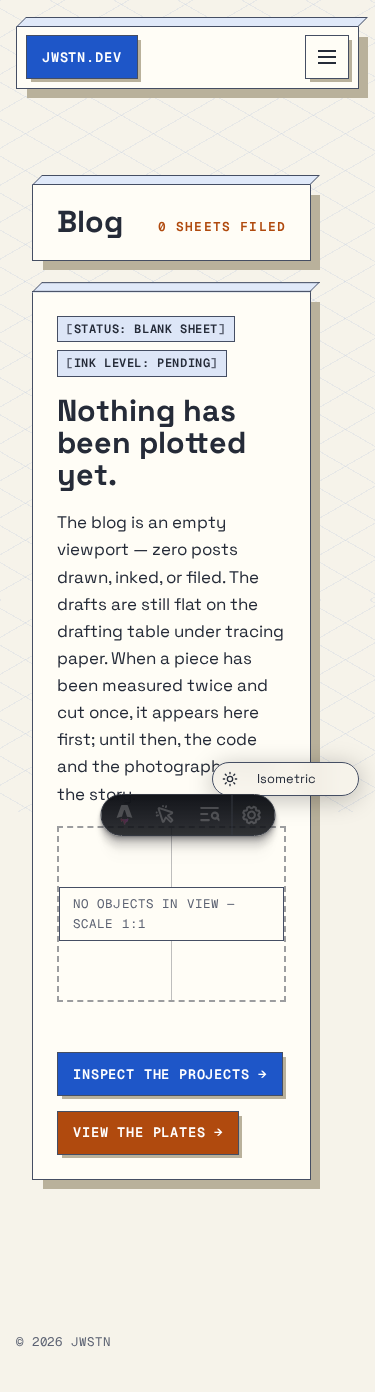 JWSTN.DEV
Blog
0 SHEETS FILED
[STATUS: BLANK SHEET]
[INK LEVEL: PENDING]
Nothing has
been plotted
yet.
The blog is an empty
viewport — zero posts
drawn, inked, or filed. The
drafts are still flat on the
drafting table under tracing
paper. When a piece has
been measured twice and
cut once, it appears here
first; until then, the code
and the photograph
Isometric
the story
NO OBJECTS IN VIEW —
SCALE 1:1
INSPECT THE PROJECTS →
VIEW THE PLATES →
© 2026 JWSTN